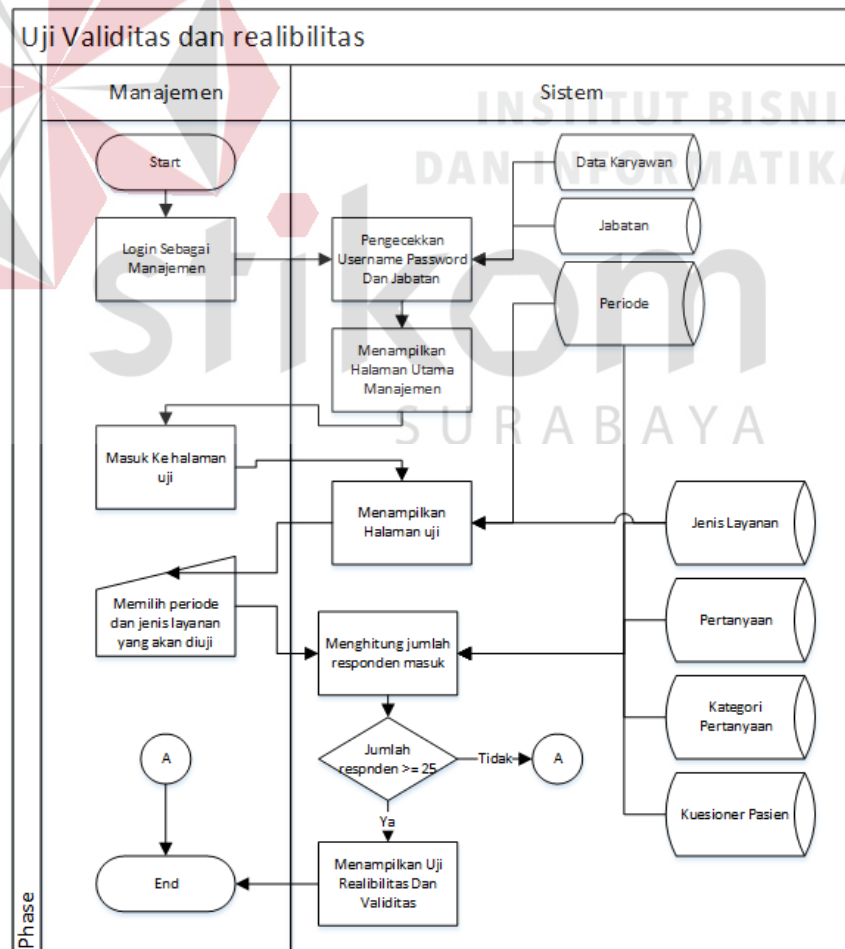 Uji Validitas dan realibilitas
Manajemen
Sistem
INSTITUT BISNIS
DAN INFORMATIKA
stikom
SURABAYA
Start
Data Karyawan
Jabatan
Login Sebagai
Manajemen
Pengecekkan
Username Password
Dan Jabatan
Periode
Menampilkan
Halaman Utama
Manajemen
Masuk Ke halaman
uji
Menampilkan
Halaman uji
Jenis Layanan
Memilih periode
dan jenis layanan
yang akan diuji
Menghitung jumlah
responden masuk
Pertanyaan
Kategori
Pertanyaan
Jumlah
respnden >= 25
Tidak
A
A
Kuesioner Pasien
Ya
Menampilkan Uji
Realibilitas Dan
Validitas
End
Phase